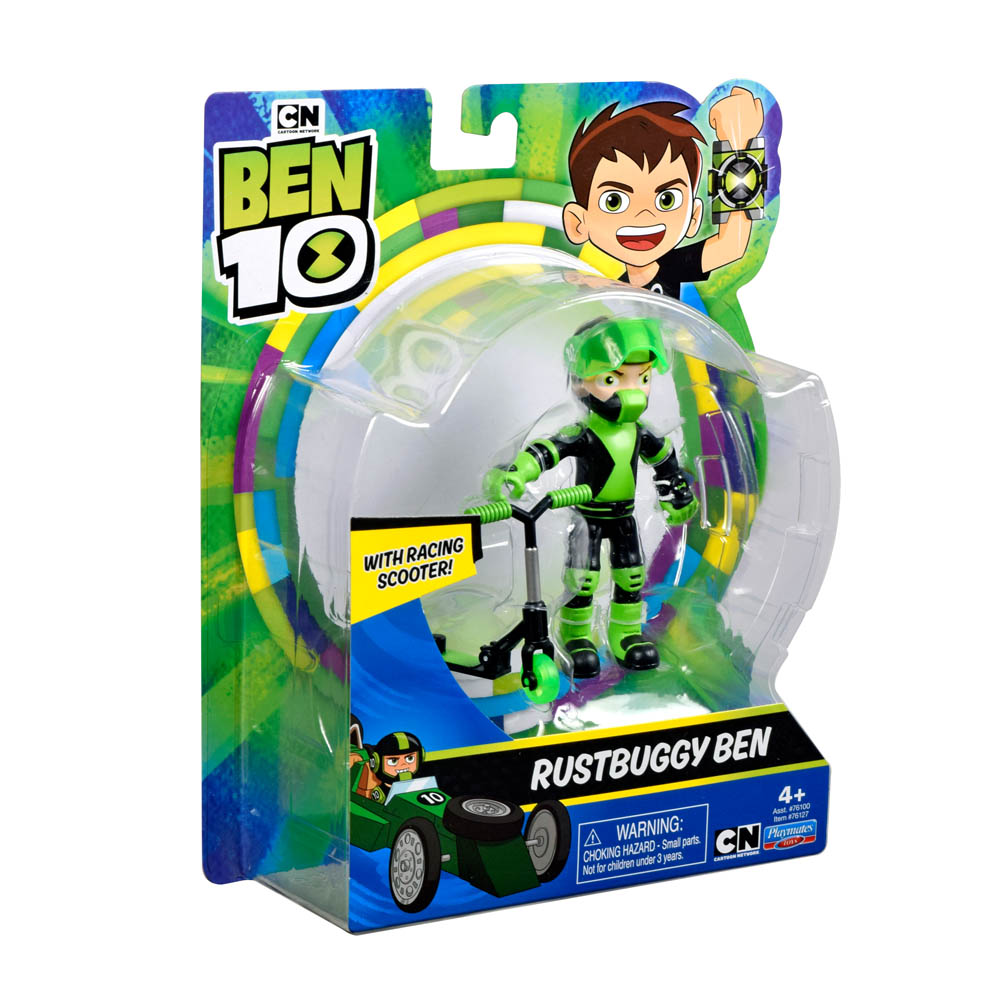 CN
CARTOON NETWORK
BEN
10
WITH RACING
SCOOTER!
RUSTBUGGY BEN
10
4+
Asst. #76100
Item #76127
WARNING:
CHOKING HAZARD - Small parts.
Not for children under 3 years.
CN
CARTOON NETWORK
Playmates
TOYS